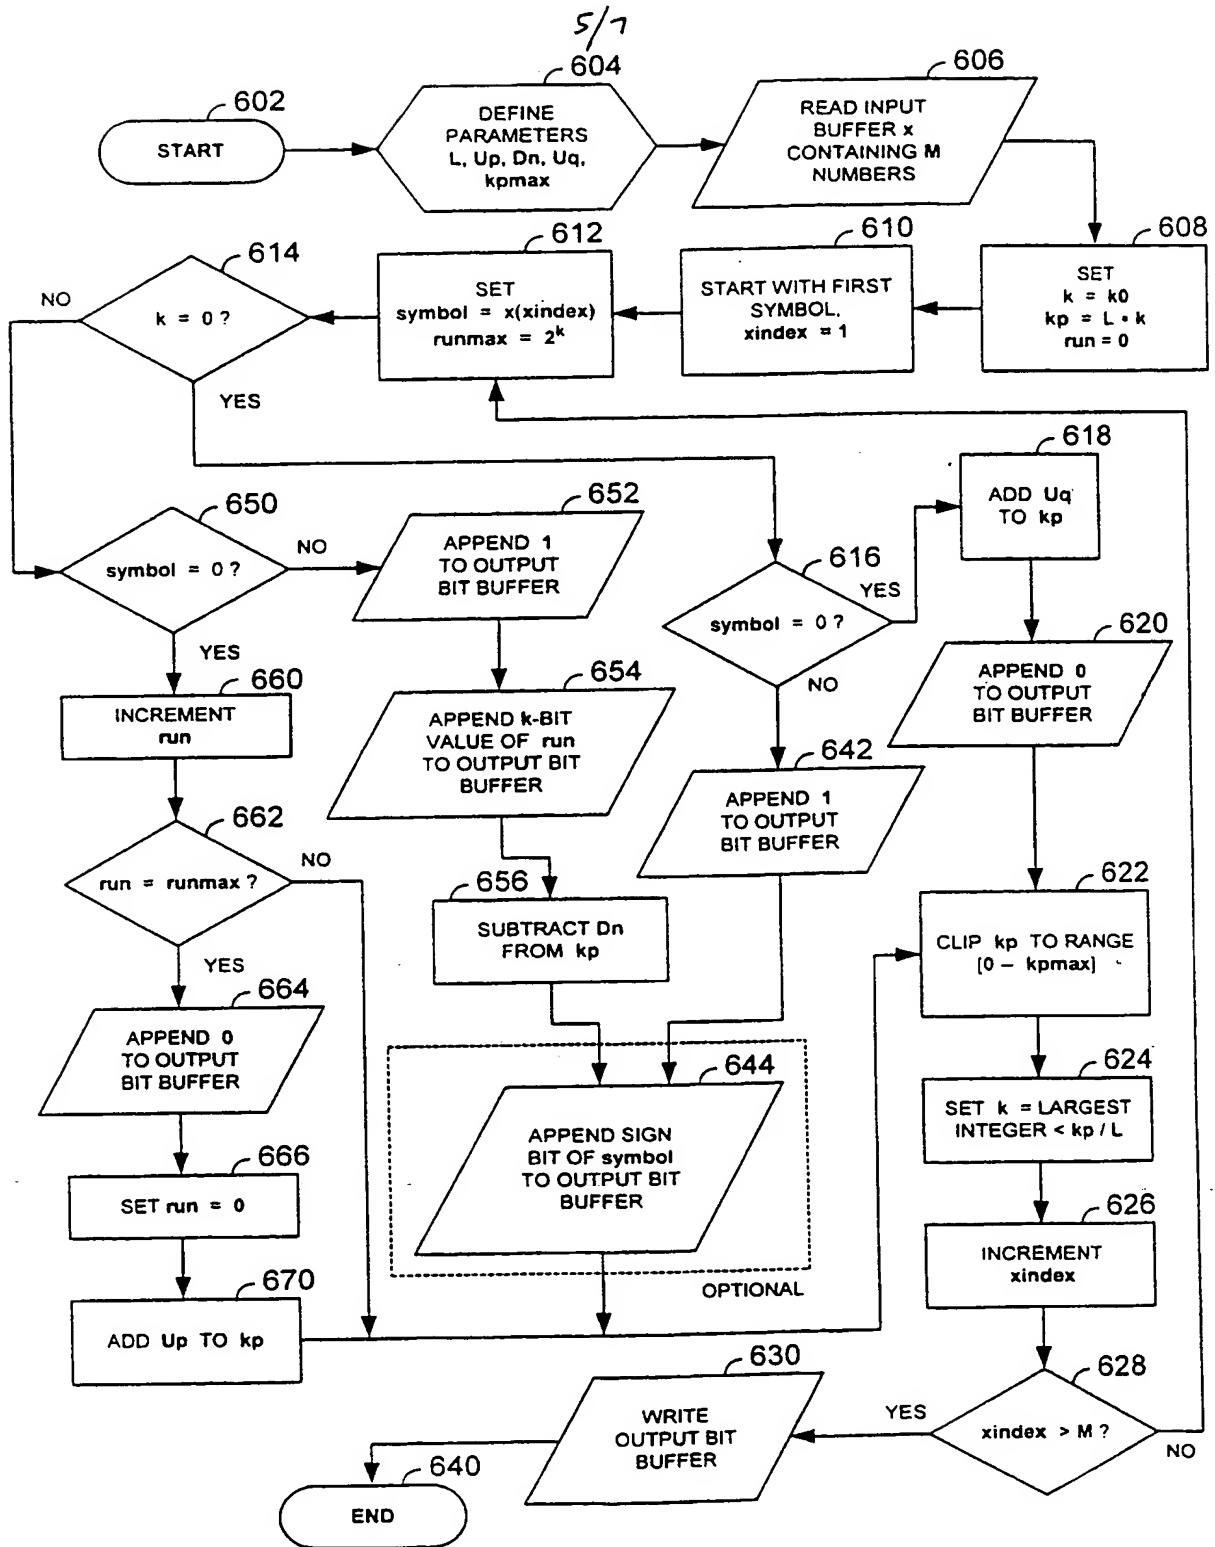 5/7
602
START
604
DEFINE
PARAMETERS
L, Up, Dn, Uq,
kpmax
606
READ INPUT
BUFFER x
CONTAINING M
NUMBERS
608
SET
k = k0
kp = L • k
run = 0
610
START WITH FIRST
SYMBOL,
xindex = 1
612
SET
symbol = x(xindex)
runmax = 2^k
614
k = 0 ?
NO
YES
616
symbol = 0 ?
YES
NO
618
ADD Uq
TO kp
620
APPEND 0
TO OUTPUT
BIT BUFFER
622
CLIP kp TO RANGE
[0 – kpmax]
624
SET k = LARGEST
INTEGER < kp / L
626
INCREMENT
xindex
628
xindex > M ?
YES
NO
630
WRITE
OUTPUT BIT
BUFFER
640
END
642
APPEND 1
TO OUTPUT
BIT BUFFER
644
APPEND SIGN
BIT OF symbol
TO OUTPUT BIT
BUFFER
OPTIONAL
650
symbol = 0 ?
NO
YES
652
APPEND 1
TO OUTPUT
BIT BUFFER
654
APPEND k-BIT
VALUE OF run
TO OUTPUT BIT
BUFFER
656
SUBTRACT Dn
FROM kp
660
INCREMENT
run
662
run = runmax ?
NO
YES
664
APPEND 0
TO OUTPUT
BIT BUFFER
666
SET run = 0
670
ADD Up TO kp